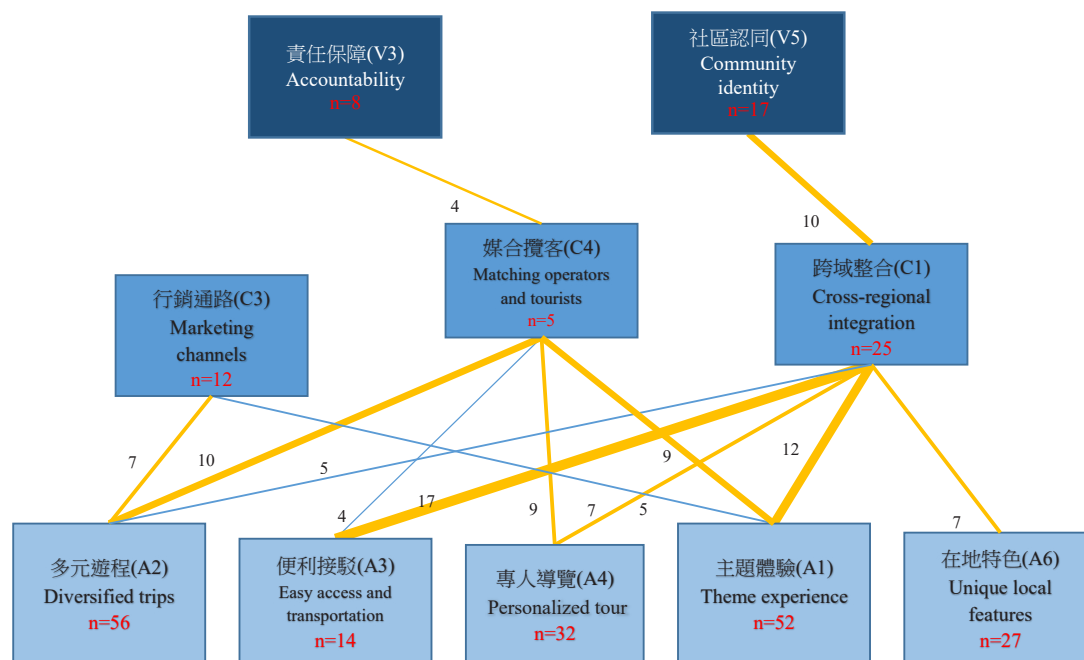 責任保障(V3)
Accountability
n=8
社區認同(V5)
Community
identity
n=17
4
10
媒合攬客(C4)
Matching operators
and tourists
n=5
跨域整合(C1)
Cross-regional
integration
n=25
行銷通路(C3)
Marketing
channels
n=12
7
10
5
9
12
4
17
9
7
5
7
多元遊程(A2)
Diversified trips
n=56
便利接駁(A3)
Easy access and
transportation
n=14
專人導覽(A4)
Personalized tour
n=32
主題體驗(A1)
Theme experience
n=52
在地特色(A6)
Unique local
features
n=27